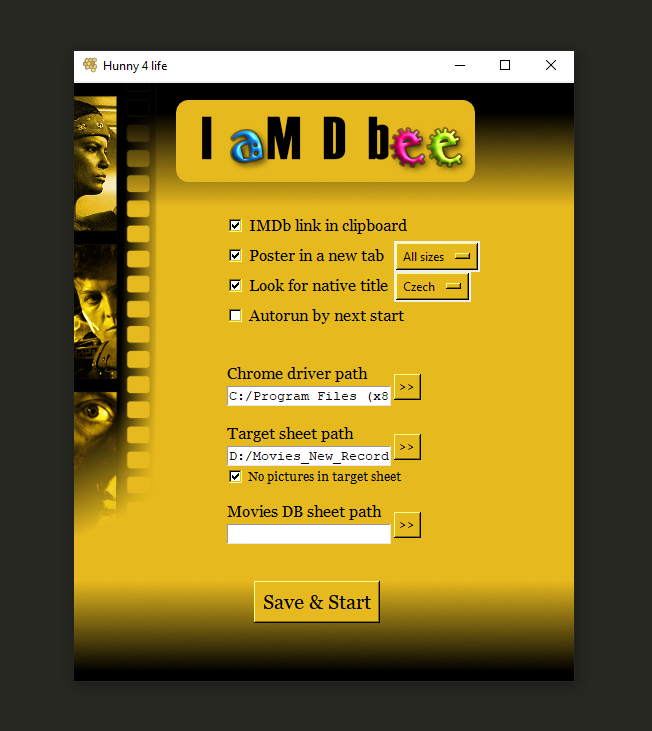 Hunny 4 life
I aM D bee
IMDb link in clipboard
Poster in a new tab All sizes
Look for native title Czech
Autorun by next start
Chrome driver path
C:/Program Files (x8 >>
Target sheet path
D:/Movies_New_Record >>
No pictures in target sheet
Movies DB sheet path
>>
Save & Start